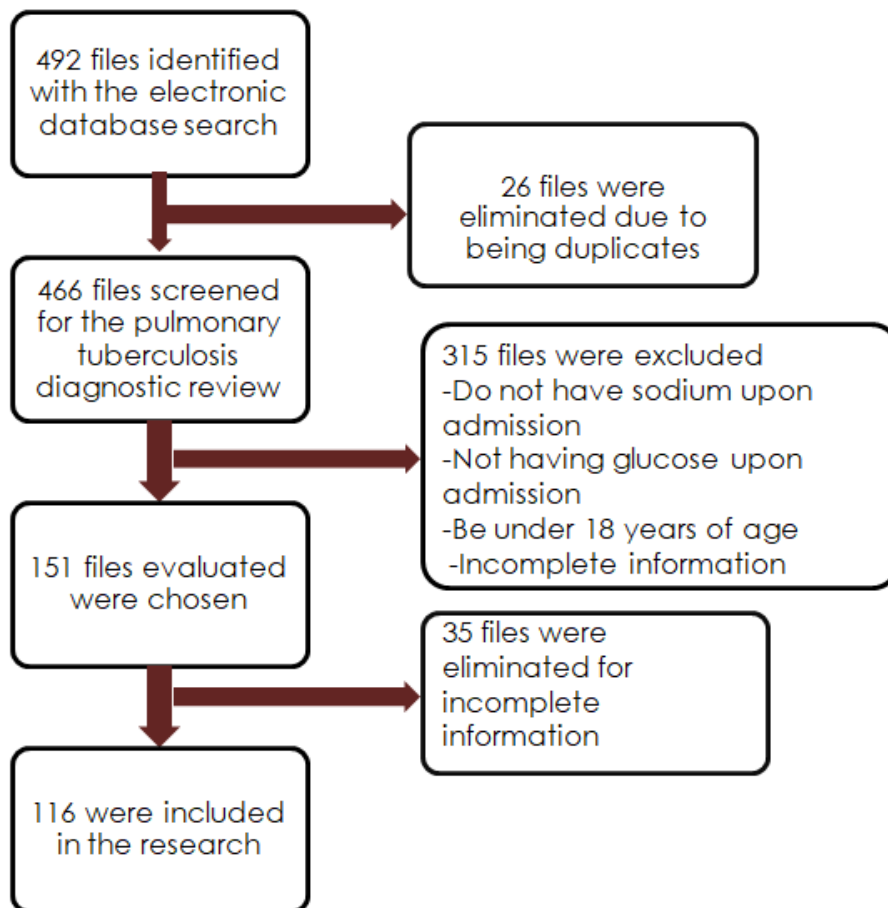 492 files identified
with the electronic
database search
26 files were
eliminated due to
being duplicates
466 files screened
for the pulmonary
tuberculosis
diagnostic review
315 files were excluded
-Do not have sodium upon
admission
-Not having glucose upon
admission
-Be under 18 years of age
-Incomplete information
151 files evaluated
were chosen
35 files were
eliminated for
incomplete
information
116 were included
in the research